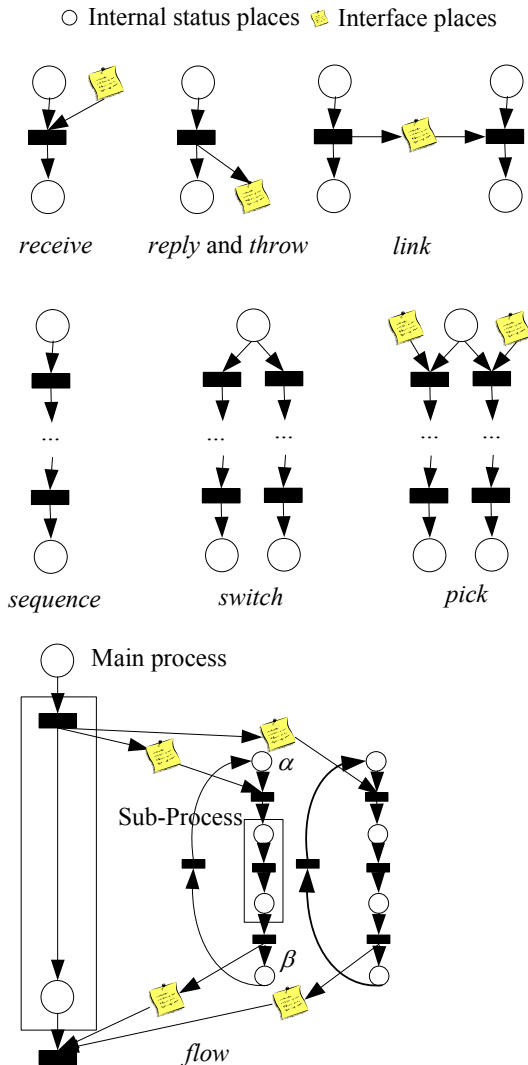 Internal status places Interface places
receive reply and throw link
... ... ... ... ...
sequence switch pick
Main process
α
Sub-Process
β
flow